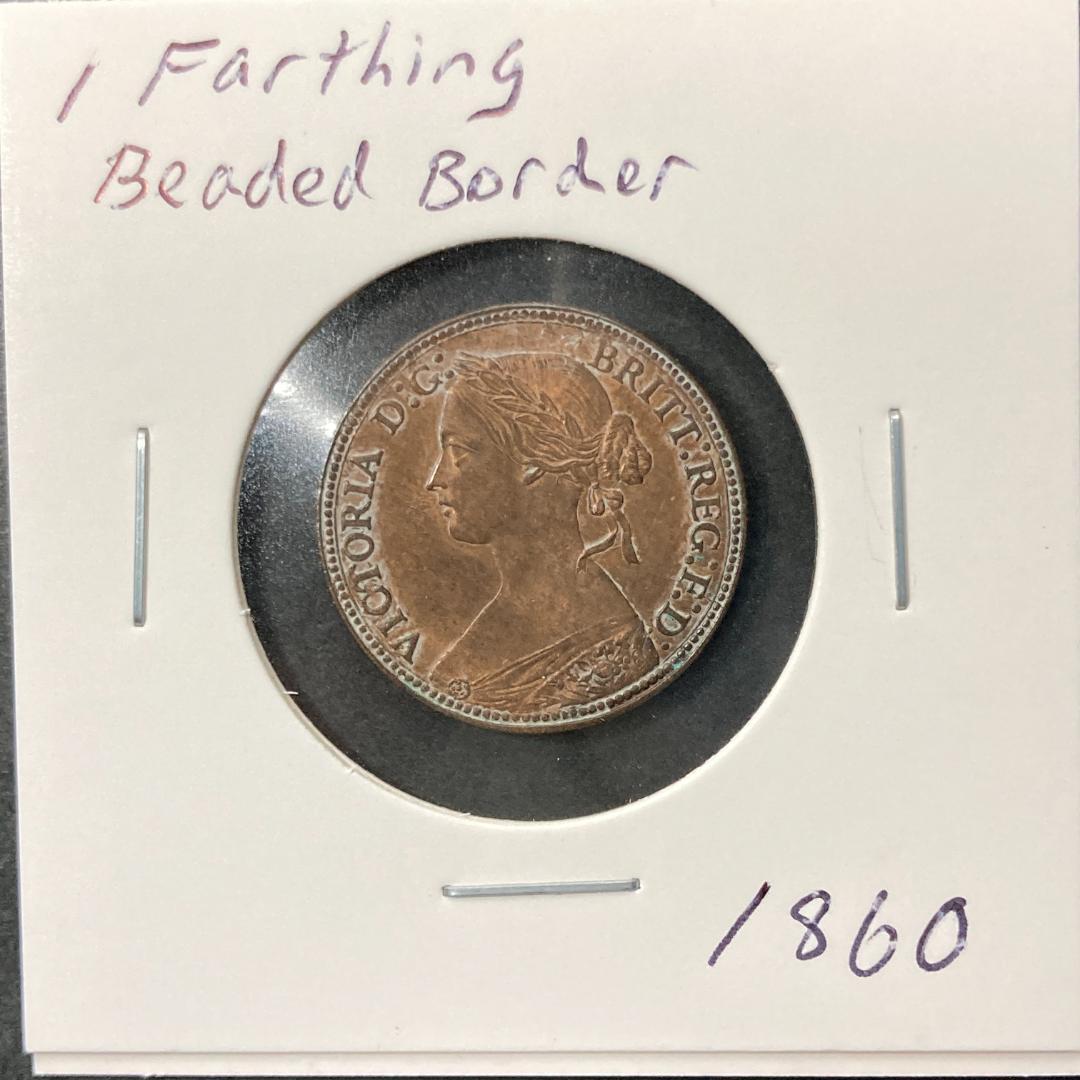 1 Farthing
Beaded Border
VICTORIA D:G: BRITT:REG:F:D:
1860